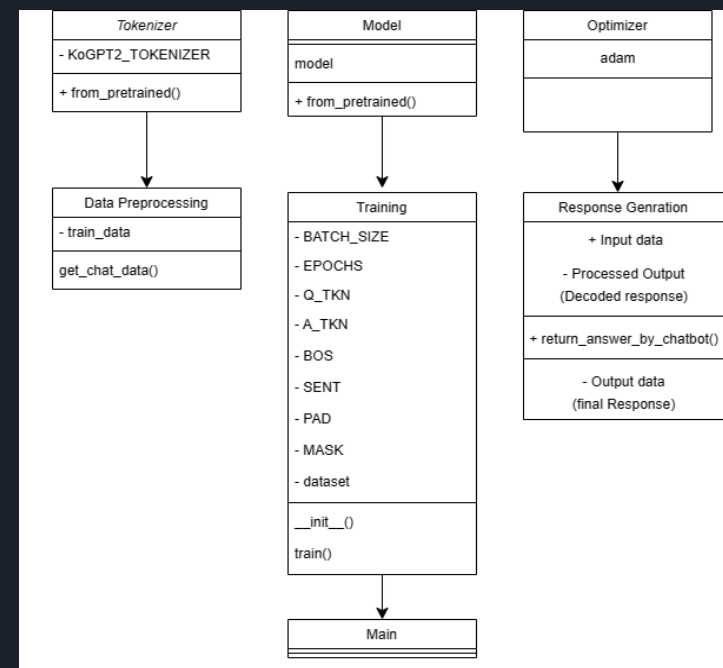 Tokenizer
- KoGPT2_TOKENIZER
+ from_pretrained()
Data Preprocessing
- train_data
get_chat_data()
Model
model
+ from_pretrained()
Training
- BATCH_SIZE
- EPOCHS
- Q_TKN
- A_TKN
- BOS
- SENT
- PAD
- MASK
- dataset
__init__()
train()
Main
Optimizer
adam
Response Genration
+ Input data
- Processed Output
(Decoded response)
+ return_answer_by_chatbot()
- Output data
(final Response)